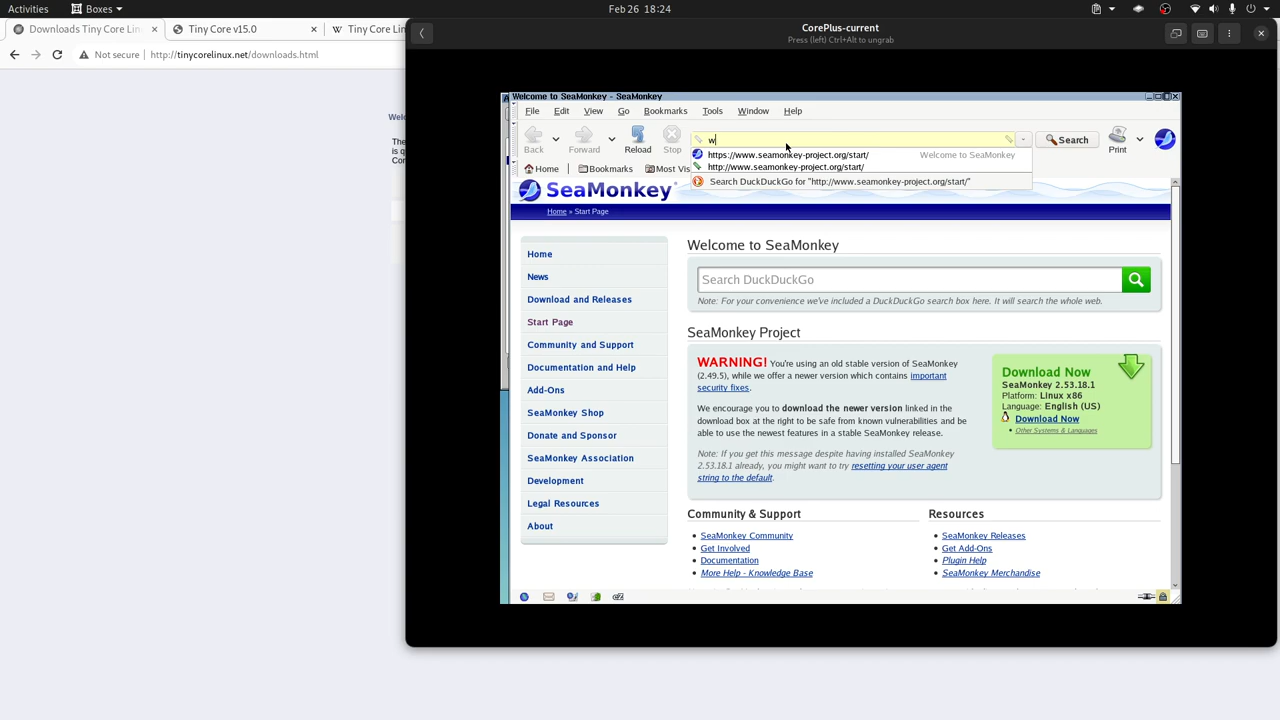 Activities
Boxes
Feb 26 18:24
Downloads Tiny Core Lin
Tiny Core v15.0
Tiny Core Lin
Not secure
http://tinycorelinux.net/downloads.html
CorePlus-current
Press (left) Ctrl+Alt to ungrab
Welc
The
is q
Cor
Welcome to SeaMonkey - SeaMonkey
File Edit View Go Bookmarks Tools Window Help
w
Back
Forward
Reload
Stop
Search
Print
https://www.seamonkey-project.org/start/ Welcome to SeaMonkey
http://www.seamonkey-project.org/start/
Search DuckDuckGo for "http://www.seamonkey-project.org/start/"
Home
Bookmarks
Most Vis
SeaMonkey
Home » Start Page
Home
News
Download and Releases
Start Page
Community and Support
Documentation and Help
Add-Ons
SeaMonkey Shop
Donate and Sponsor
SeaMonkey Association
Development
Legal Resources
About
Welcome to SeaMonkey
Search DuckDuckGo
Note: For your convenience we've included a DuckDuckGo search box here. It will search the whole web.
SeaMonkey Project
WARNING! You're using an old stable version of SeaMonkey
(2.49.5), while we offer a newer version which contains important
security fixes.
We encourage you to download the newer version linked in the
download box at the right to be safe from known vulnerabilities and be
able to use the newest features in a stable SeaMonkey release.
Note: If you get this message despite having installed SeaMonkey
2.53.18.1 already, you might want to try resetting your user agent
string to the default.
Download Now
SeaMonkey 2.53.18.1
Platform: Linux x86
Language: English (US)
Download Now
Other Systems & Languages
Community & Support
SeaMonkey Community
Get Involved
Documentation
More Help - Knowledge Base
Resources
SeaMonkey Releases
Get Add-Ons
Plugin Help
SeaMonkey Merchandise